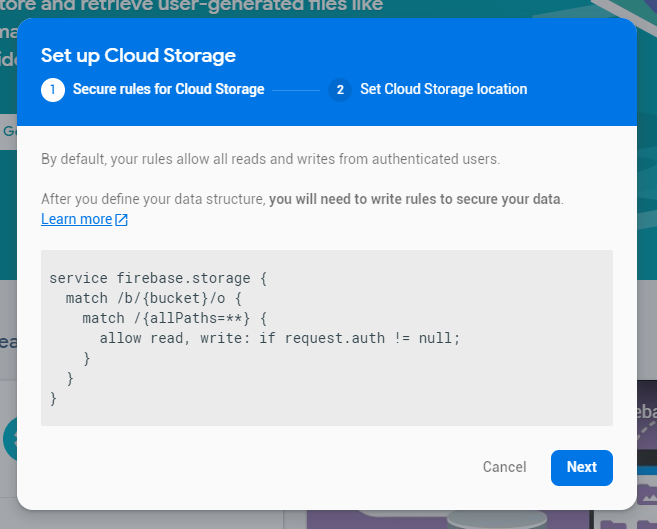 tore and retrieve user-generated files like
Set up Cloud Storage
1 Secure rules for Cloud Storage 2 Set Cloud Storage location
By default, your rules allow all reads and writes from authenticated users.
After you define your data structure, you will need to write rules to secure your data.
Learn more
service firebase.storage {
  match /b/{bucket}/o {
    match /{allPaths=**} {
      allow read, write: if request.auth != null;
    }
  }
}
Cancel Next